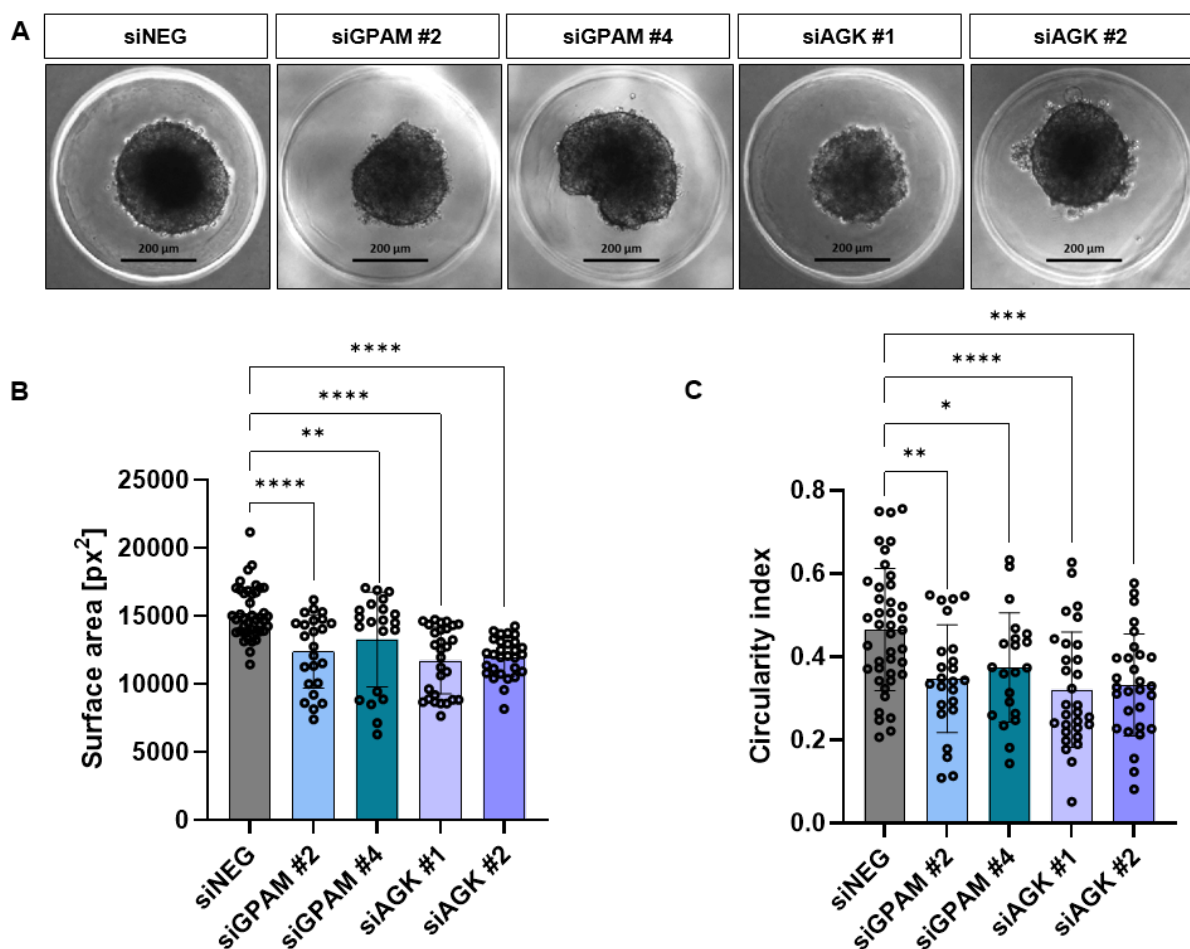 A
siNEG
siGPAM #2
siGPAM #4
siAGK #1
siAGK #2
200 µm
200 µm
200 µm
200 µm
200 µm
B
****
****
**
****
Surface area [px²]
25000
20000
15000
10000
5000
0
siNEG
siGPAM #2
siGPAM #4
siAGK #1
siAGK #2
C
***
****
*
**
Circularity index
0.8
0.6
0.4
0.2
0.0
siNEG
siGPAM #2
siGPAM #4
siAGK #1
siAGK #2